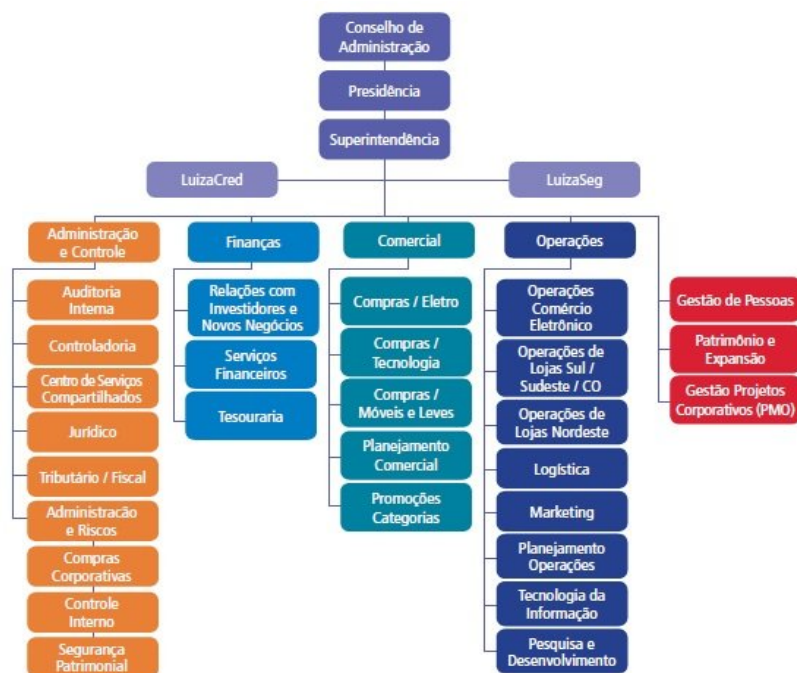 Conselho de
Administração
Presidência
Superintendência
LuizaCred
LuizaSeg
Administração
e Controle
Finanças
Comercial
Operações
Auditoria
Interna
Controladoria
Centro de Serviços
Compartilhados
Jurídico
Tributário / Fiscal
Administracão
e Riscos
Compras
Corporativas
Controle
Interno
Segurança
Patrimonial
Relações com
Investidores e
Novos Negócios
Serviços
Financeiros
Tesouraria
Compras / Eletro
Compras /
Tecnologia
Compras /
Móveis e Leves
Planejamento
Comercial
Promoções
Categorias
Operações
Comércio
Eletrônico
Operações de
Lojas Sul /
Sudeste / CO
Operações de
Lojas Nordeste
Logística
Marketing
Planejamento
Operações
Tecnologia da
Informação
Pesquisa e
Desenvolvimento
Gestão de Pessoas
Patrimônio e
Expansão
Gestão Projetos
Corporativos (PMO)